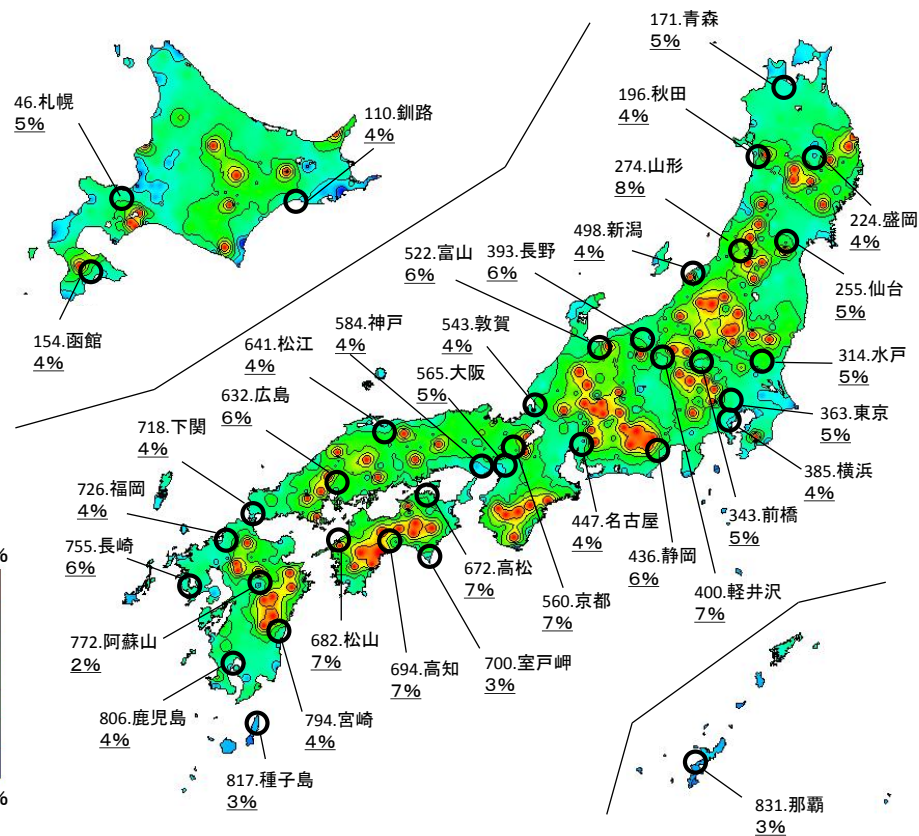 171.青森
5%
46.札幌
5%
110.釧路
4%
196.秋田
4%
274.山形
8%
498.新潟
4%
224.盛岡
4%
522.富山
6%
393.長野
6%
255.仙台
5%
154.函館
4%
584.神戸
4%
543.敦賀
4%
641.松江
4%
565.大阪
5%
314.水戸
5%
632.広島
6%
363.東京
5%
718.下関
4%
385.横浜
4%
726.福岡
4%
447.名古屋
4%
343.前橋
5%
755.長崎
6%
672.高松
7%
436.静岡
6%
400.軽井沢
7%
560.京都
7%
772.阿蘇山
2%
682.松山
7%
694.高知
7%
700.室戸岬
3%
806.鹿児島
4%
794.宮崎
4%
817.種子島
3%
831.那覇
3%
%
%